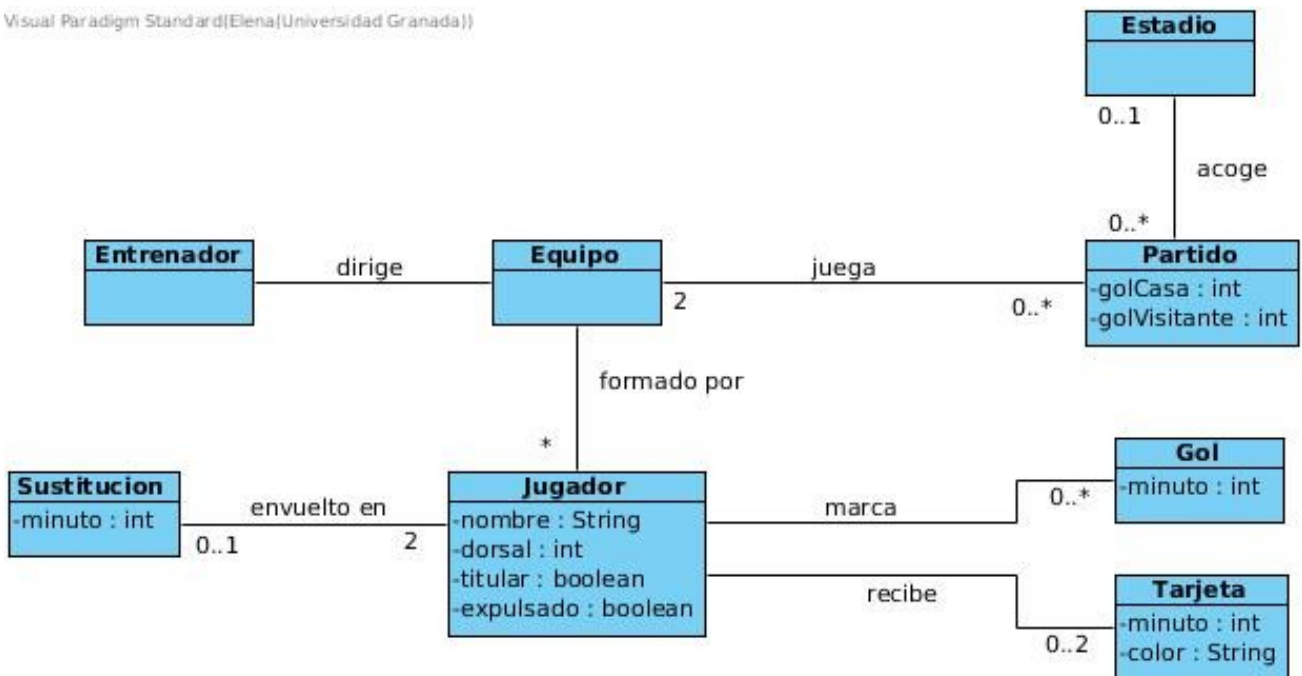 Visual Paradigm Standard(Elena(Universidad Granada))
Estadio
0..1
acoge
0..*
Entrenador
dirige
Equipo
2
juega
0..*
Partido
-golCasa : int
-golVisitante : int
formado por
*
Sustitucion
-minuto : int
0..1
envuelto en
2
Jugador
-nombre : String
-dorsal : int
-titular : boolean
-expulsado : boolean
marca
0..*
Gol
-minuto : int
recibe
0..2
Tarjeta
-minuto : int
-color : String